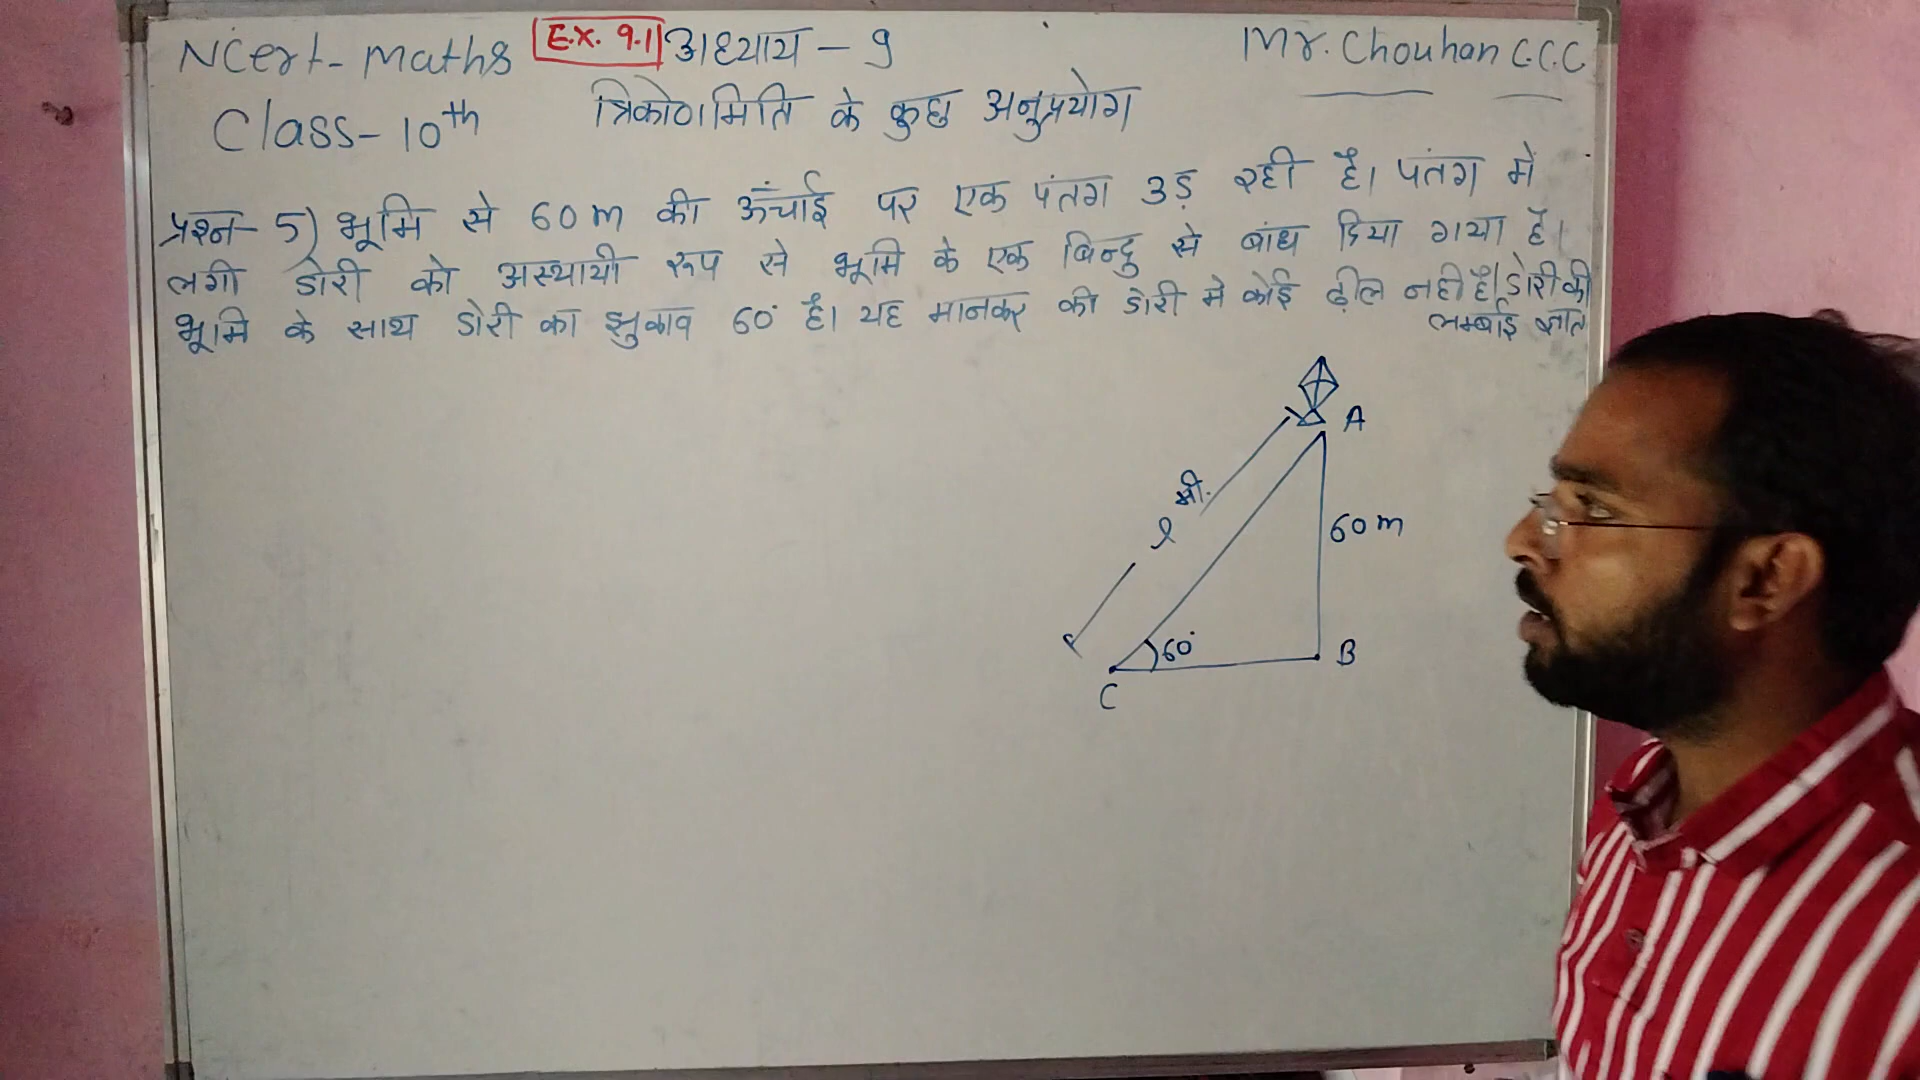 Ncert- Maths Ex. 9.1 अध्याय - 9 Mr. Chouhan C.C.C
Class- 10th त्रिकोणमिति के कुछ अनुप्रयोग
प्रश्न- 5) भूमि से 60 m की ऊँचाई पर एक पंतग उड़ रही है। पतंग में
लगी डोरी को अस्थायी रूप से भूमि के एक बिन्दु से बांध दिया गया है।
भूमि के साथ डोरी का झुकाव 60° है। यह मानकर की डोरी मे कोई ढ़ील नही है। डोरी की
लम्बाई ज्ञात
A
मी.
l
60 m
60°
B
C